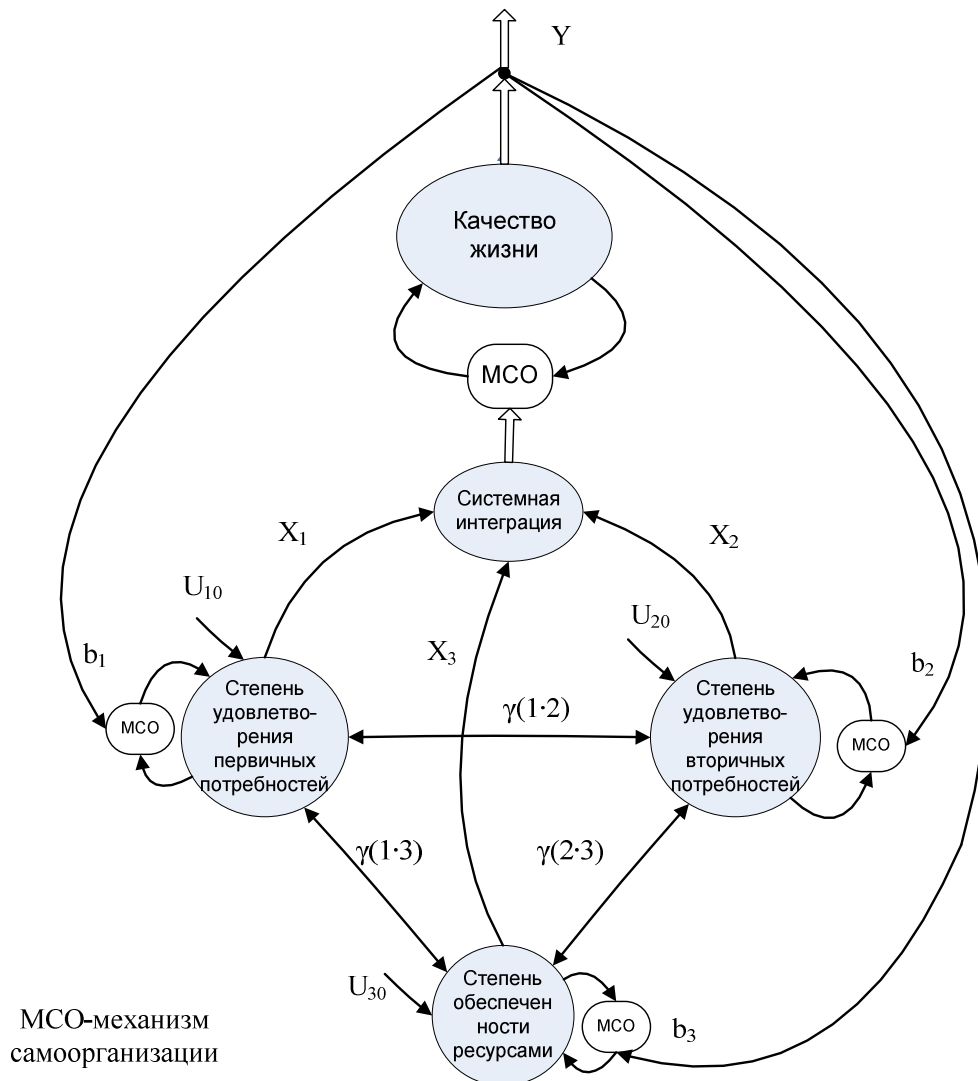 Y
Качество
жизни
МСО
Системная
интеграция
X₁
X₂
U₁₀
U₂₀
X₃
b₁
b₂
Степень
удовлетво-
рения
первичных
потребностей
МСО
γ(1·2)
Степень
удовлетво-
рения
вторичных
потребностей
МСО
γ(1·3)
γ(2·3)
U₃₀
Степень
обеспечен
ности
ресурсами
МСО
b₃
МСО-механизм
самоорганизации